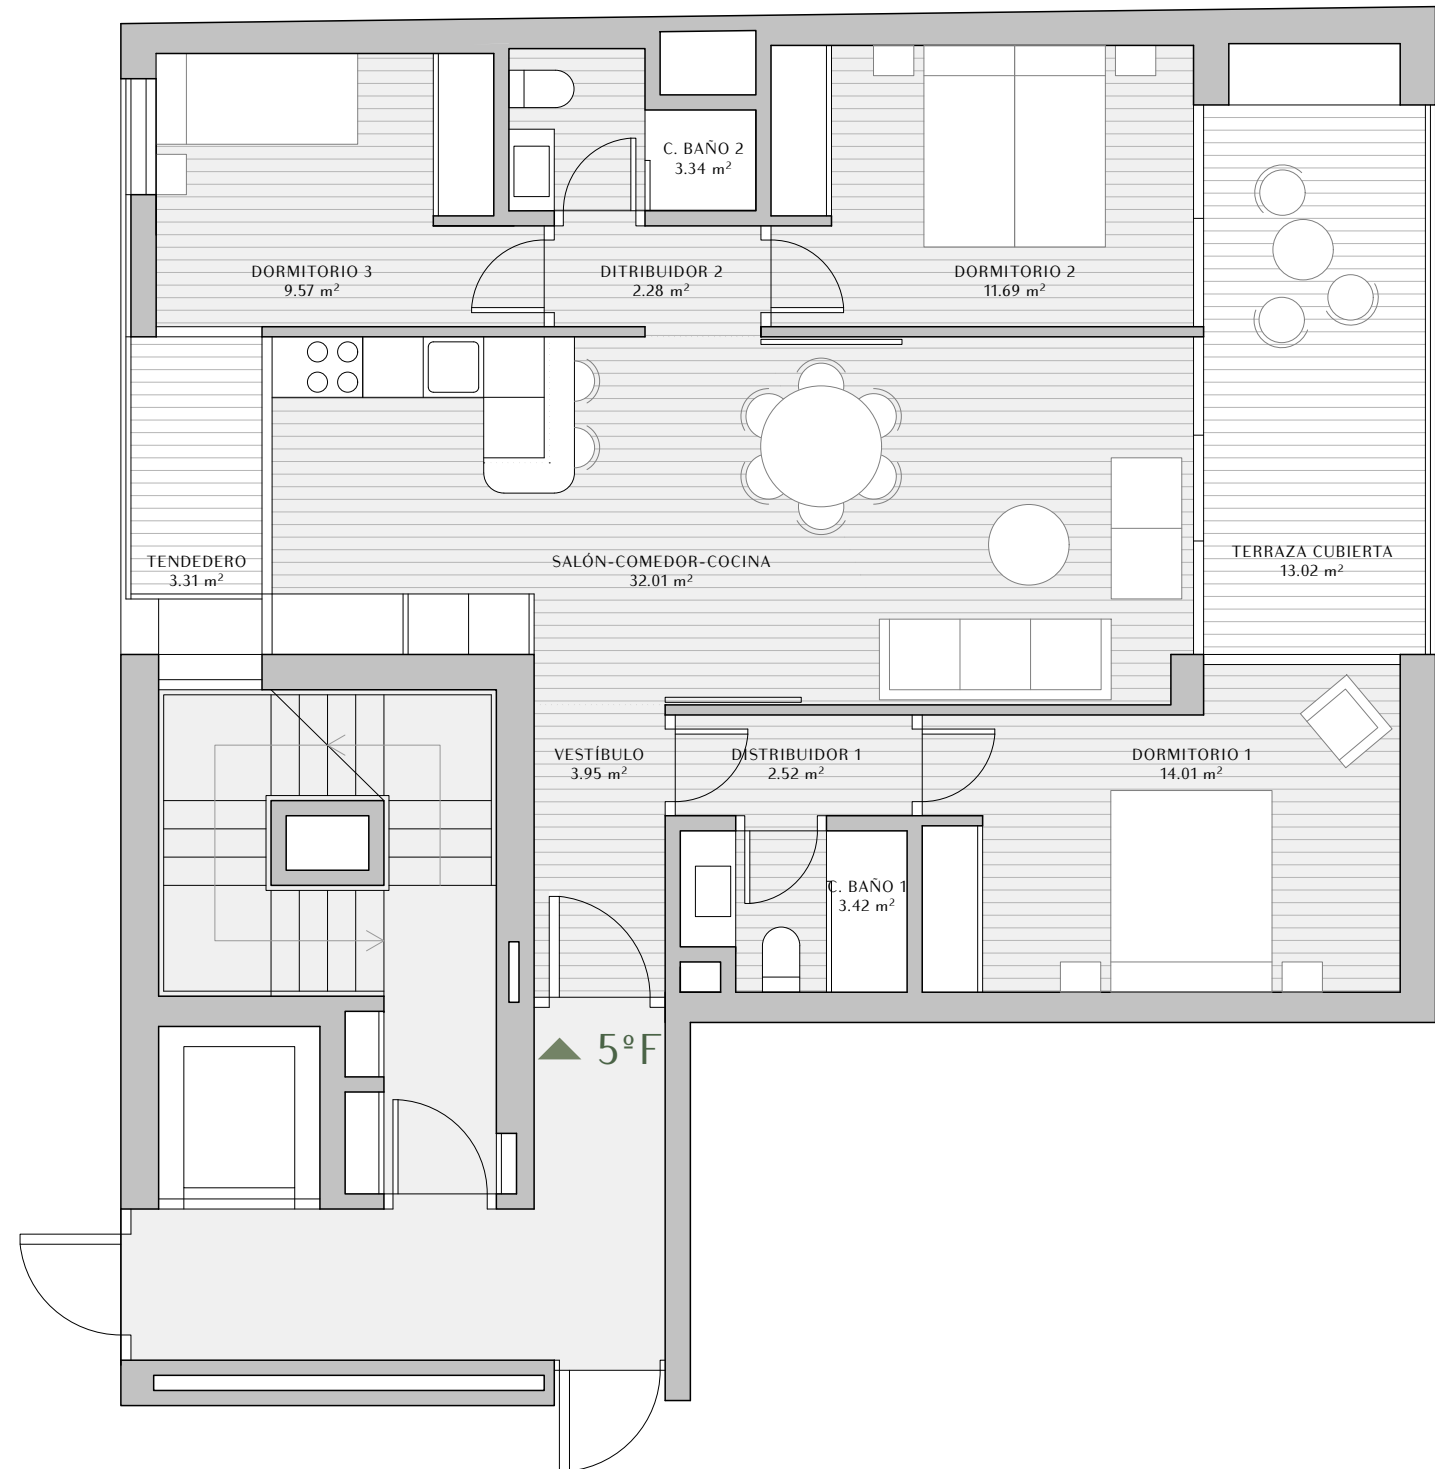 C. BAÑO 2
3.34 m²
DORMITORIO 3
9.57 m²
DITRIBUIDOR 2
2.28 m²
DORMITORIO 2
11.69 m²
TENDEDERO
3.31 m²
SALÓN-COMEDOR-COCINA
32.01 m²
TERRAZA CUBIERTA
13.02 m²
VESTÍBULO
3.95 m²
DISTRIBUIDOR 1
2.52 m²
DORMITORIO 1
14.01 m²
C. BAÑO 1
3.42 m²
5ºF